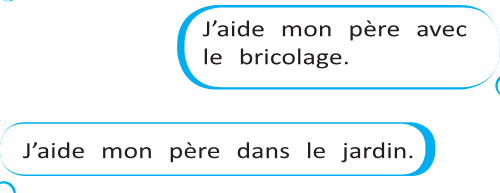 J’aide mon père avec
le bricolage.
J’aide mon père dans le jardin.